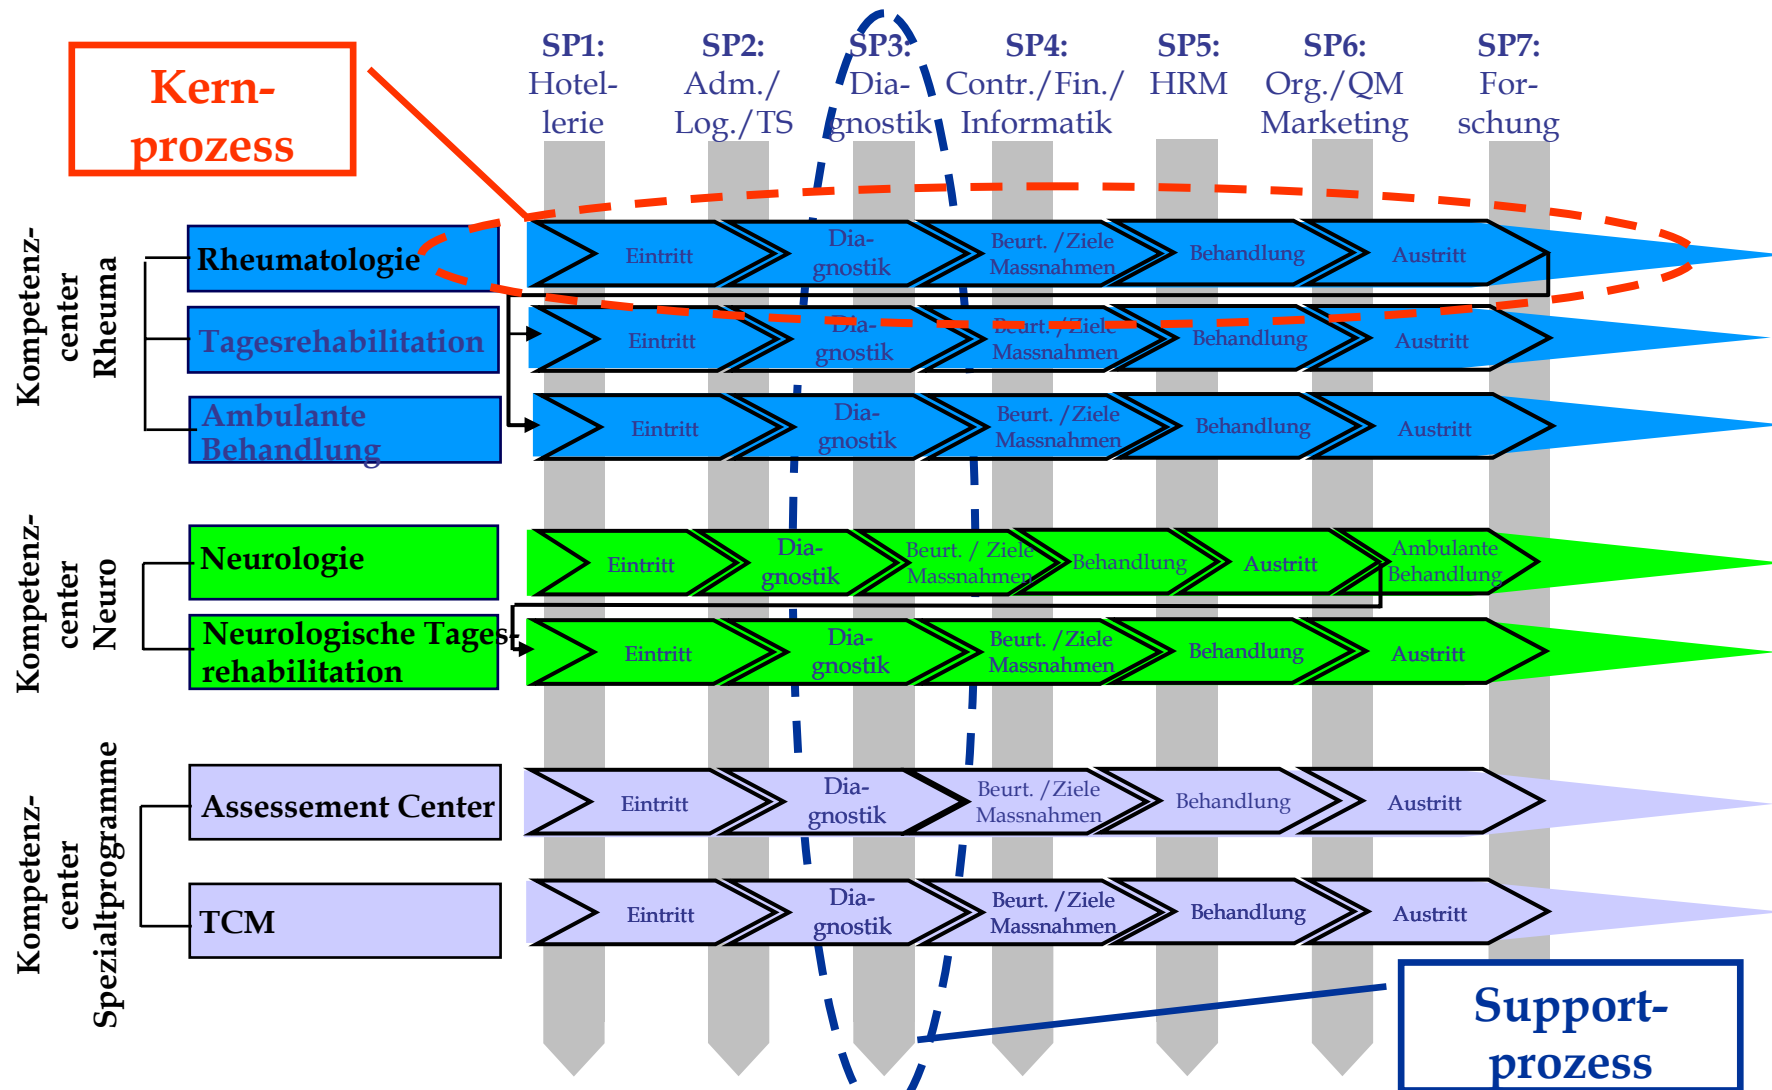 SP1:
Hotel-
lerie
SP2:
Adm./
Log./TS
SP3:
Dia-
gnostik
SP4:
Contr./Fin./
Informatik
SP5:
HRM
SP6:
Org./QM
Marketing
SP7:
For-
schung
Kern-
prozess
Kompetenz-
center
Rheuma
Rheumatologie
Eintritt
Dia-
gnostik
Beurt. /Ziele
Massnahmen
Behandlung
Austritt
Tagesrehabilitation
Eintritt
Dia-
gnostik
Beurt. /Ziele
Massnahmen
Behandlung
Austritt
Ambulante
Behandlung
Eintritt
Dia-
gnostik
Beurt. /Ziele
Massnahmen
Behandlung
Austritt
Kompetenz-
center
Neuro
Neurologie
Eintritt
Dia-
gnostik
Beurt. / Ziele
Massnahmen
Behandlung
Austritt
Ambulante
Behandlung
Neurologische Tages-
rehabilitation
Eintritt
Dia-
gnostik
Beurt. /Ziele
Massnahmen
Behandlung
Austritt
Kompetenz-
center
Spezialtprogramme
Assessement Center
Eintritt
Dia-
gnostik
Beurt. /Ziele
Massnahmen
Behandlung
Austritt
TCM
Eintritt
Dia-
gnostik
Beurt. /Ziele
Massnahmen
Behandlung
Austritt
Support-
prozess